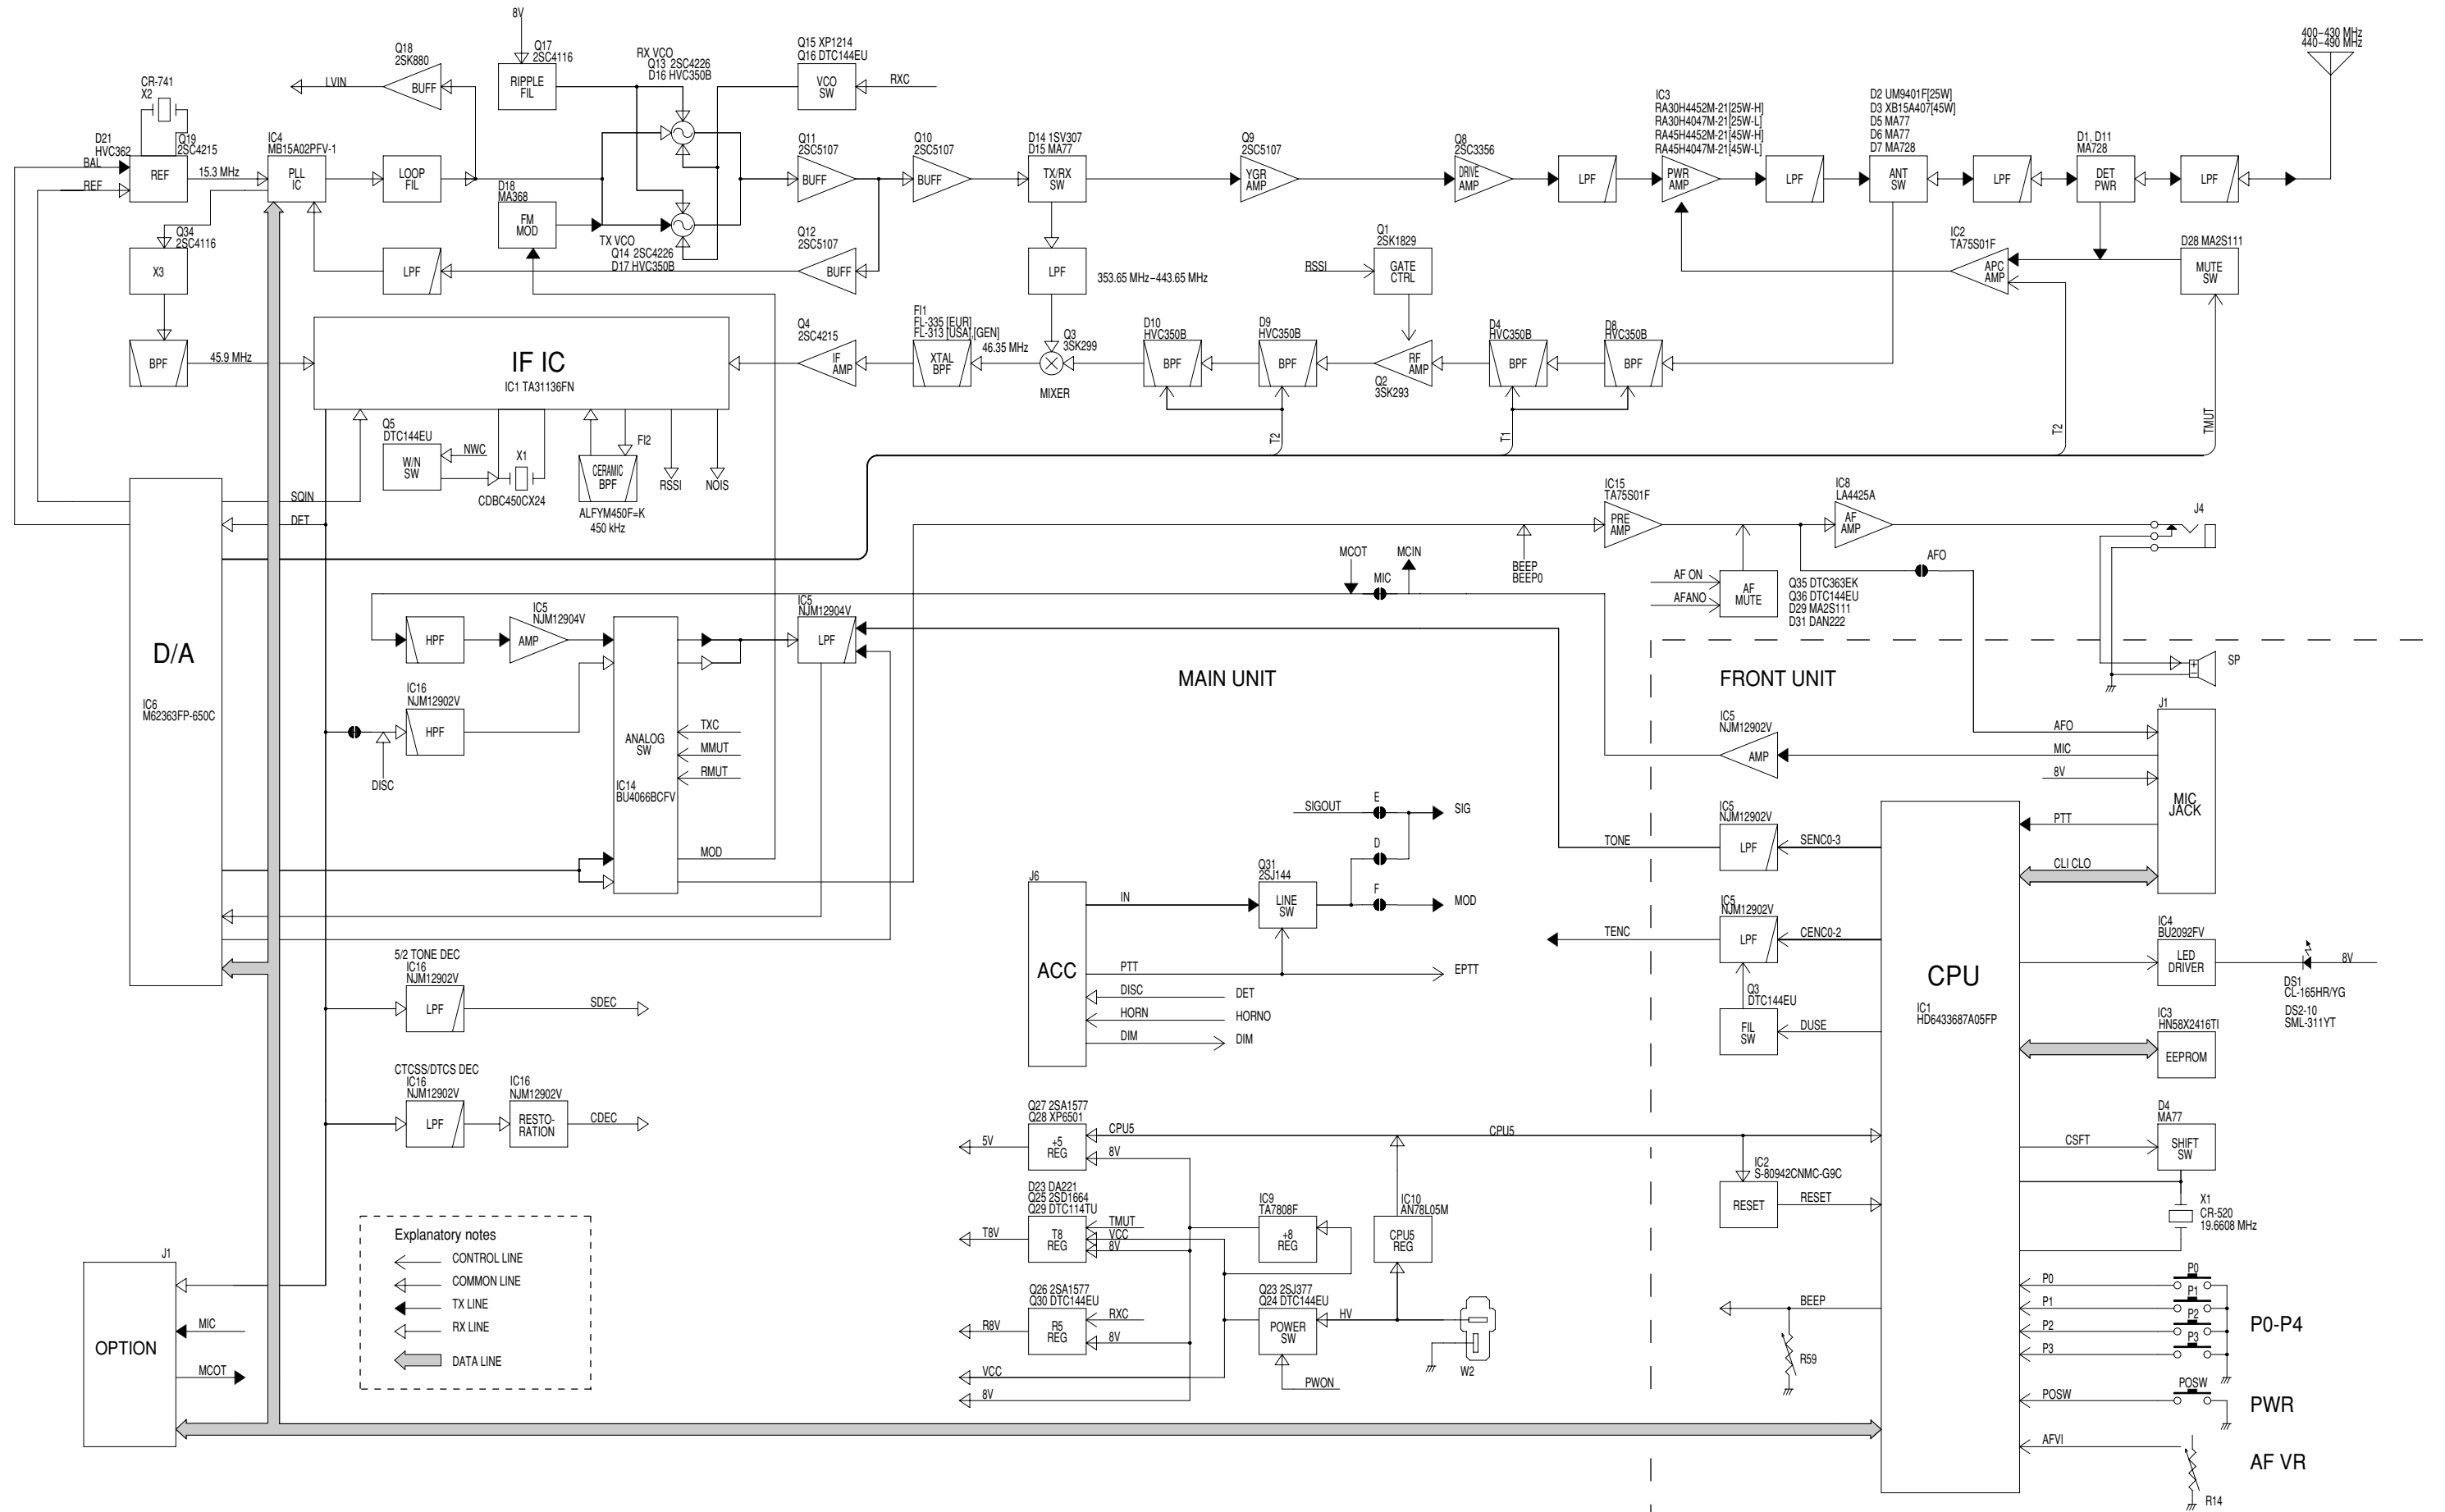 8V
400–430 MHz
440–490 MHz
Q18
2SK880
Q17
2SC4116
RX VCO
Q13 2SC4226
D16 HVC350B
Q15 XP1214
Q16 DTC144EU
LVIN
BUFF
RIPPLE
FIL
VCO
SW
RXC
CR-741
X2
D21
HVC362
BAL
REF
Q19
2SC4215
REF
15.3 MHz
IC4
MB15A02PFV-1
PLL
IC
LOOP
FIL
D18
MA368
FM
MOD
TX VCO
Q14 2SC4226
D17 HVC350B
Q11
2SC5107
BUFF
Q10
2SC5107
BUFF
Q12
2SC5107
BUFF
D14 1SV307
D15 MA77
TX/RX
SW
Q9
2SC5107
YGR
AMP
Q8
2SC3356
DRIVE
AMP
LPF
IC3
RA30H4452M-21[25W-H]
RA30H4047M-21[25W-L]
RA45H4452M-21[45W-H]
RA45H4047M-21[45W-L]
PWR
AMP
LPF
D2 UM9401F[25W]
D3 XB15A407[45W]
D5 MA77
D6 MA77
D7 MA728
ANT
SW
LPF
D1, D11
MA728
DET
PWR
LPF
Q34
2SC4116
X3
LPF
LPF
353.65 MHz–443.65 MHz
RSSI
Q1
2SK1829
GATE
CTRL
IC2
TA75S01F
APC
AMP
D28 MA2S111
MUTE
SW
BPF
45.9 MHz
IF IC
IC1 TA31136FN
Q4
2SC4215
IF
AMP
FI1
FL-335 [EUR]
FL-313 [USA],[GEN]
XTAL
BPF
46.35 MHz
Q3
3SK299
MIXER
D10
HVC350B
BPF
D9
HVC350B
BPF
RF
AMP
Q2
3SK293
D4
HVC350B
BPF
D8
HVC350B
BPF
T2
T1
T2
TMUT
Q5
DTC144EU
W/N
SW
NWC
X1
CDBC450CX24
FI2
CERAMIC
BPF
ALFYM450F=K
450 kHz
RSSI
NOIS
SQIN
DET
D/A
IC6
M62363FP-650C
IC15
TA75S01F
PRE
AMP
IC8
LA4425A
AF
AMP
J4
AFO
MCOT
MCIN
MIC
BEEP
BEEP0
AF ON
AFANO
AF
MUTE
Q35 DTC363EK
Q36 DTC144EU
D29 MA2S111
D31 DAN222
HPF
IC5
NJM12904V
AMP
IC5
NJM12904V
LPF
IC16
NJM12902V
HPF
DISC
ANALOG
SW
IC14
BU4066BCFV
TXC
MMUT
RMUT
MOD
MAIN UNIT
FRONT UNIT
SP
IC5
NJM12902V
AMP
J1
AFO
MIC
8V
MIC
JACK
PTT
CLI CLO
SIGOUT
E
SIG
D
F
MOD
J6
ACC
IN
Q31
2SJ144
LINE
SW
PTT
EPTT
DISC
DET
HORN
HORNO
DIM
DIM
TONE
IC5
NJM12902V
LPF
SENC0-3
TENC
IC5
NJM12902V
LPF
CENC0-2
Q3
DTC144EU
FIL
SW
DUSE
CPU
IC1
HD6433687A05FP
IC4
BU2092FV
LED
DRIVER
8V
DS1
CL-165HR/YG
DS2-10
SML-311YT
IC3
HN58X2416TI
EEPROM
5/2 TONE DEC
IC16
NJM12902V
LPF
SDEC
CTCSS/DTCS DEC
IC16
NJM12902V
LPF
IC16
NJM12902V
RESTO-
RATION
CDEC
Q27 2SA1577
Q28 XP6501
+5
REG
5V
CPU5
8V
CPU5
D23 DA221
Q25 2SD1664
Q29 DTC114TU
T8
REG
T8V
TMUT
VCC
8V
IC9
TA7808F
+8
REG
IC10
AN78L05M
CPU5
REG
IC2
S-80942CNMC-G9C
RESET
RESET
D4
MA77
SHIFT
SW
CSFT
X1
CR-520
19.6608 MHz
Q26 2SA1577
Q30 DTC144EU
R5
REG
R8V
RXC
8V
Q23 2SJ377
Q24 DTC144EU
POWER
SW
HV
PWON
W2
VCC
8V
BEEP
R59
P0
P0
P1
P1
P2
P2
P3
P3
P0-P4
POSW
POSW
PWR
AFVI
AF VR
R14
Explanatory notes
CONTROL LINE
COMMON LINE
TX LINE
RX LINE
DATA LINE
J1
OPTION
MIC
MCOT